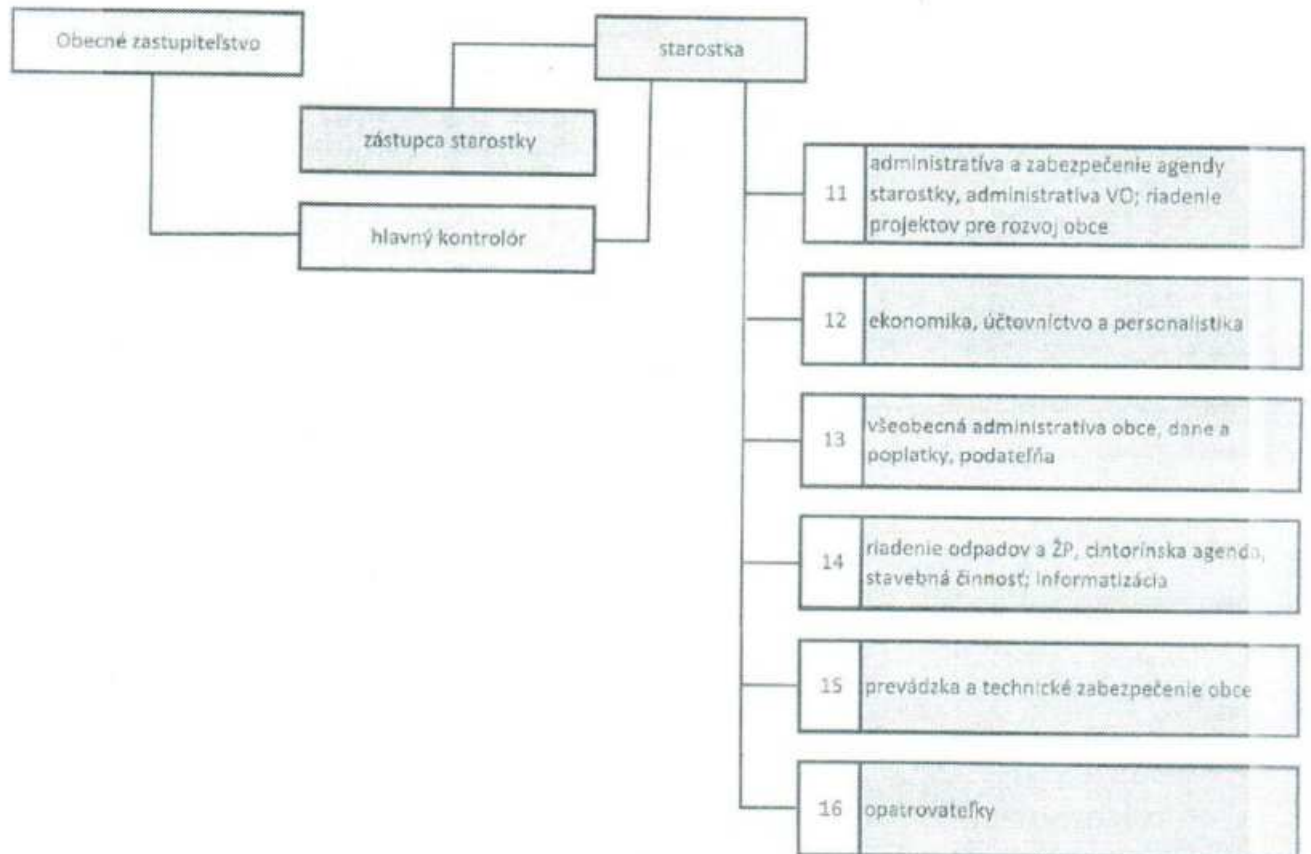 Obecné zastupiteľstvo
starostka
zástupca starostky
hlavný kontrolór
11
administratíva a zabezpečenie agendy
starostky, administratíva VO; riadenie
projektov pre rozvoj obce
12
ekonomika, účtovníctvo a personalistika
13
všeobecná administratíva obce, dane a
poplatky, podateľňa
14
riadenie odpadov a ŽP, cintorínska agenda,
stavebná činnosť; informatizácia
15
prevádzka a technické zabezpečenie obce
16
opatrovateľky